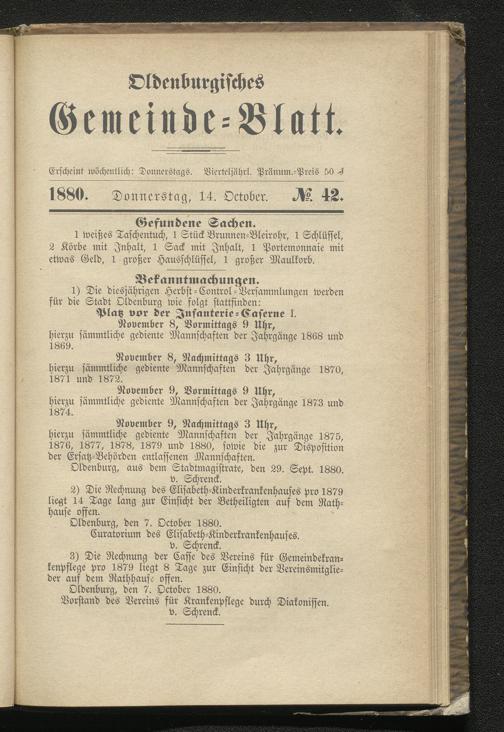 Oldenburgisches
Gemeinde-Blatt.
Erscheint wöchentlich: Donnerstags. Vierteljährl. Pränum.-Preis 50 ₰
1880. Donnerstag, 14. October. №. 42.
Gefundene Sachen.
1 weißes Taschentuch, 1 Stück Brunnen-Bleirohr, 1 Schlüssel,
2 Körbe mit Inhalt, 1 Sack mit Inhalt, 1 Portemonnaie mit
etwas Geld, 1 großer Hausschlüssel, 1 großer Maulkorb.
Bekanntmachungen.
1) Die diesjährigen Herbst-Control-Versammlungen werden
für die Stadt Oldenburg wie folgt stattfinden:
Platz vor der Infanterie-Caserne I.
November 8, Vormittags 9 Uhr,
hierzu sämmtliche gediente Mannschaften der Jahrgänge 1868 und
1869.
November 8, Nachmittags 3 Uhr,
hierzu sämmtliche gediente Mannschaften der Jahrgänge 1870,
1871 und 1872.
November 9, Vormittags 9 Uhr,
hierzu sämmtliche gediente Mannschaften der Jahrgänge 1873 und
1874.
November 9, Nachmittags 3 Uhr,
hierzu sämmtliche gediente Mannschaften der Jahrgänge 1875,
1876, 1877, 1878, 1879 und 1880, sowie die zur Disposition
der Ersatz-Behörden entlassenen Mannschaften.
Oldenburg, aus dem Stadtmagistrate, den 29. Sept. 1880.
v. Schrenck.
2) Die Rechnung des Elisabeth-Kinderkrankenhauses pro 1879
liegt 14 Tage lang zur Einsicht der Betheiligten auf dem Rath-
hause offen.
Oldenburg, den 7. October 1880.
Curatorium des Elisabeth-Kinderkrankenhauses.
v. Schrenck.
3) Die Rechnung der Casse des Vereins für Gemeindekran-
kenpflege pro 1879 liegt 8 Tage zur Einsicht der Vereinsmitglie-
der auf dem Rathhause offen.
Oldenburg, den 7. October 1880.
Vorstand des Vereins für Krankenpflege durch Diakonissen.
v. Schrenck.